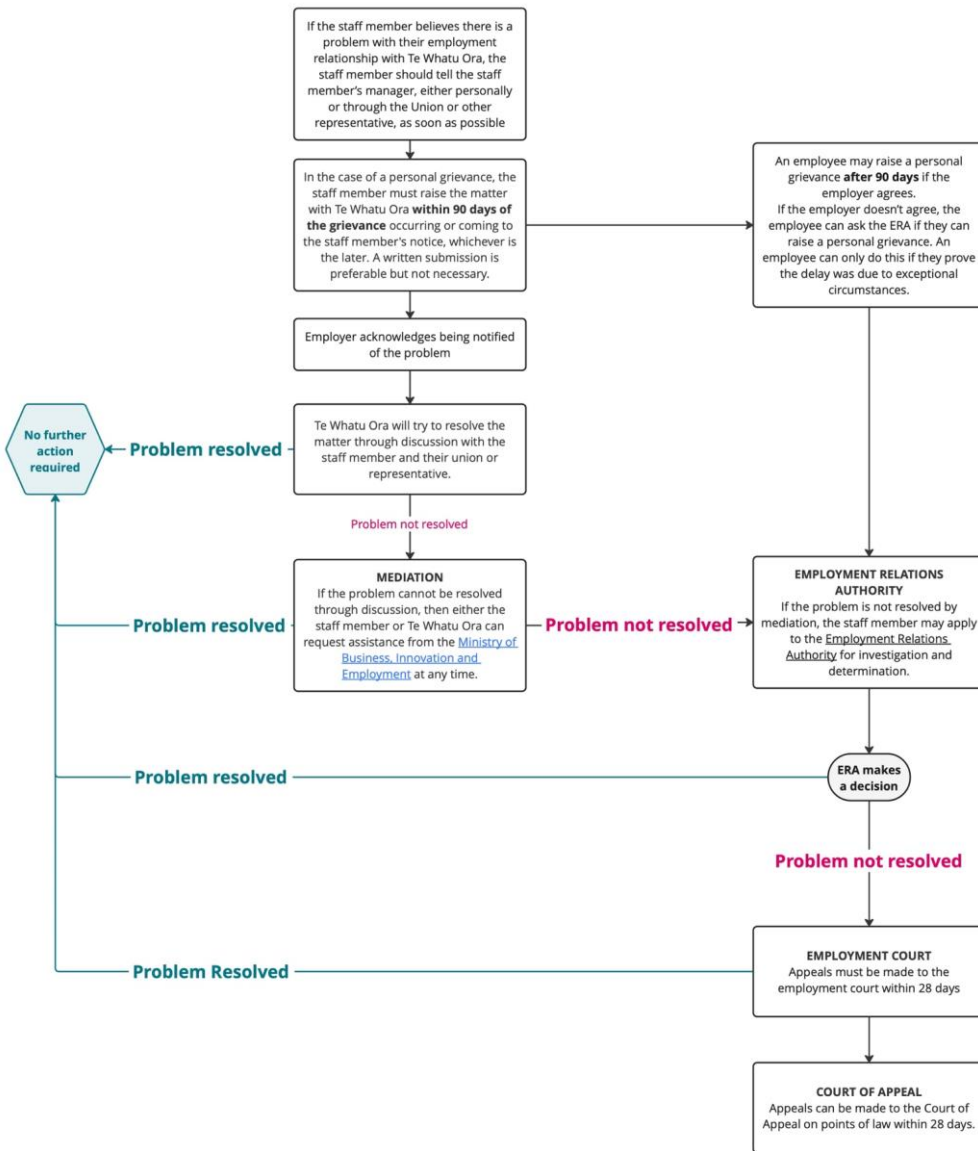 If the staff member believes there is a
problem with their employment
relationship with Te Whatu Ora, the
staff member should tell the staff
member's manager, either personally
or through the Union or other
representative, as soon as possible
In the case of a personal grievance, the
staff member must raise the matter
with Te Whatu Ora within 90 days of
the grievance occurring or coming to
the staff member's notice, whichever is
the later. A written submission is
preferable but not necessary.
An employee may raise a personal
grievance after 90 days if the
employer agrees.
If the employer doesn't agree, the
employee can ask the ERA if they can
raise a personal grievance. An
employee can only do this if they prove
the delay was due to exceptional
circumstances.
Employer acknowledges being notified
of the problem
Te Whatu Ora will try to resolve the
matter through discussion with the
staff member and their union or
representative.
Problem resolved
No further
action
required
Problem not resolved
MEDIATION
If the problem cannot be resolved
through discussion, then either the
staff member or Te Whatu Ora can
request assistance from the Ministry of
Business, Innovation and
Employment at any time.
Problem resolved
Problem not resolved
EMPLOYMENT RELATIONS
AUTHORITY
If the problem is not resolved by
mediation, the staff member may apply
to the Employment Relations
Authority for investigation and
determination.
ERA makes
a decision
Problem resolved
Problem not resolved
EMPLOYMENT COURT
Appeals must be made to the
employment court within 28 days
Problem Resolved
COURT OF APPEAL
Appeals can be made to the Court of
Appeal on points of law within 28 days.